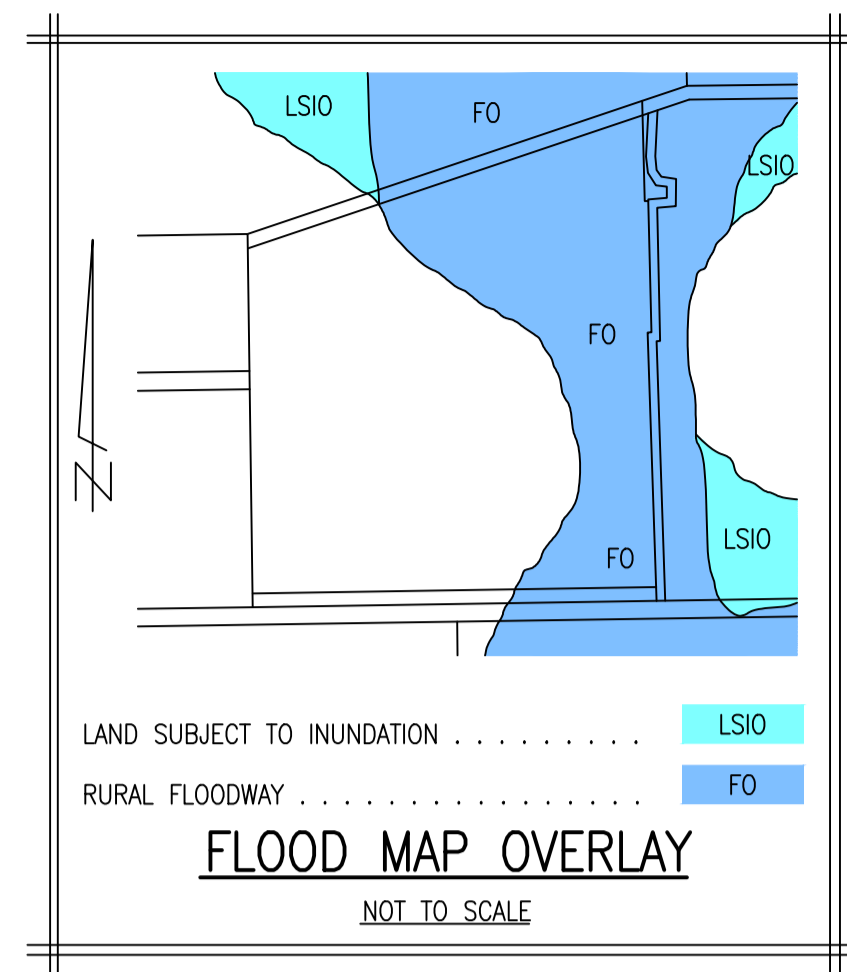 LSIO
FO
LSIO
FO
FO
LSIO
N
LAND SUBJECT TO INUNDATION . . . . . . . . . LSIO
RURAL FLOODWAY . . . . . . . . . . . . . . . . FO
FLOOD MAP OVERLAY
NOT TO SCALE